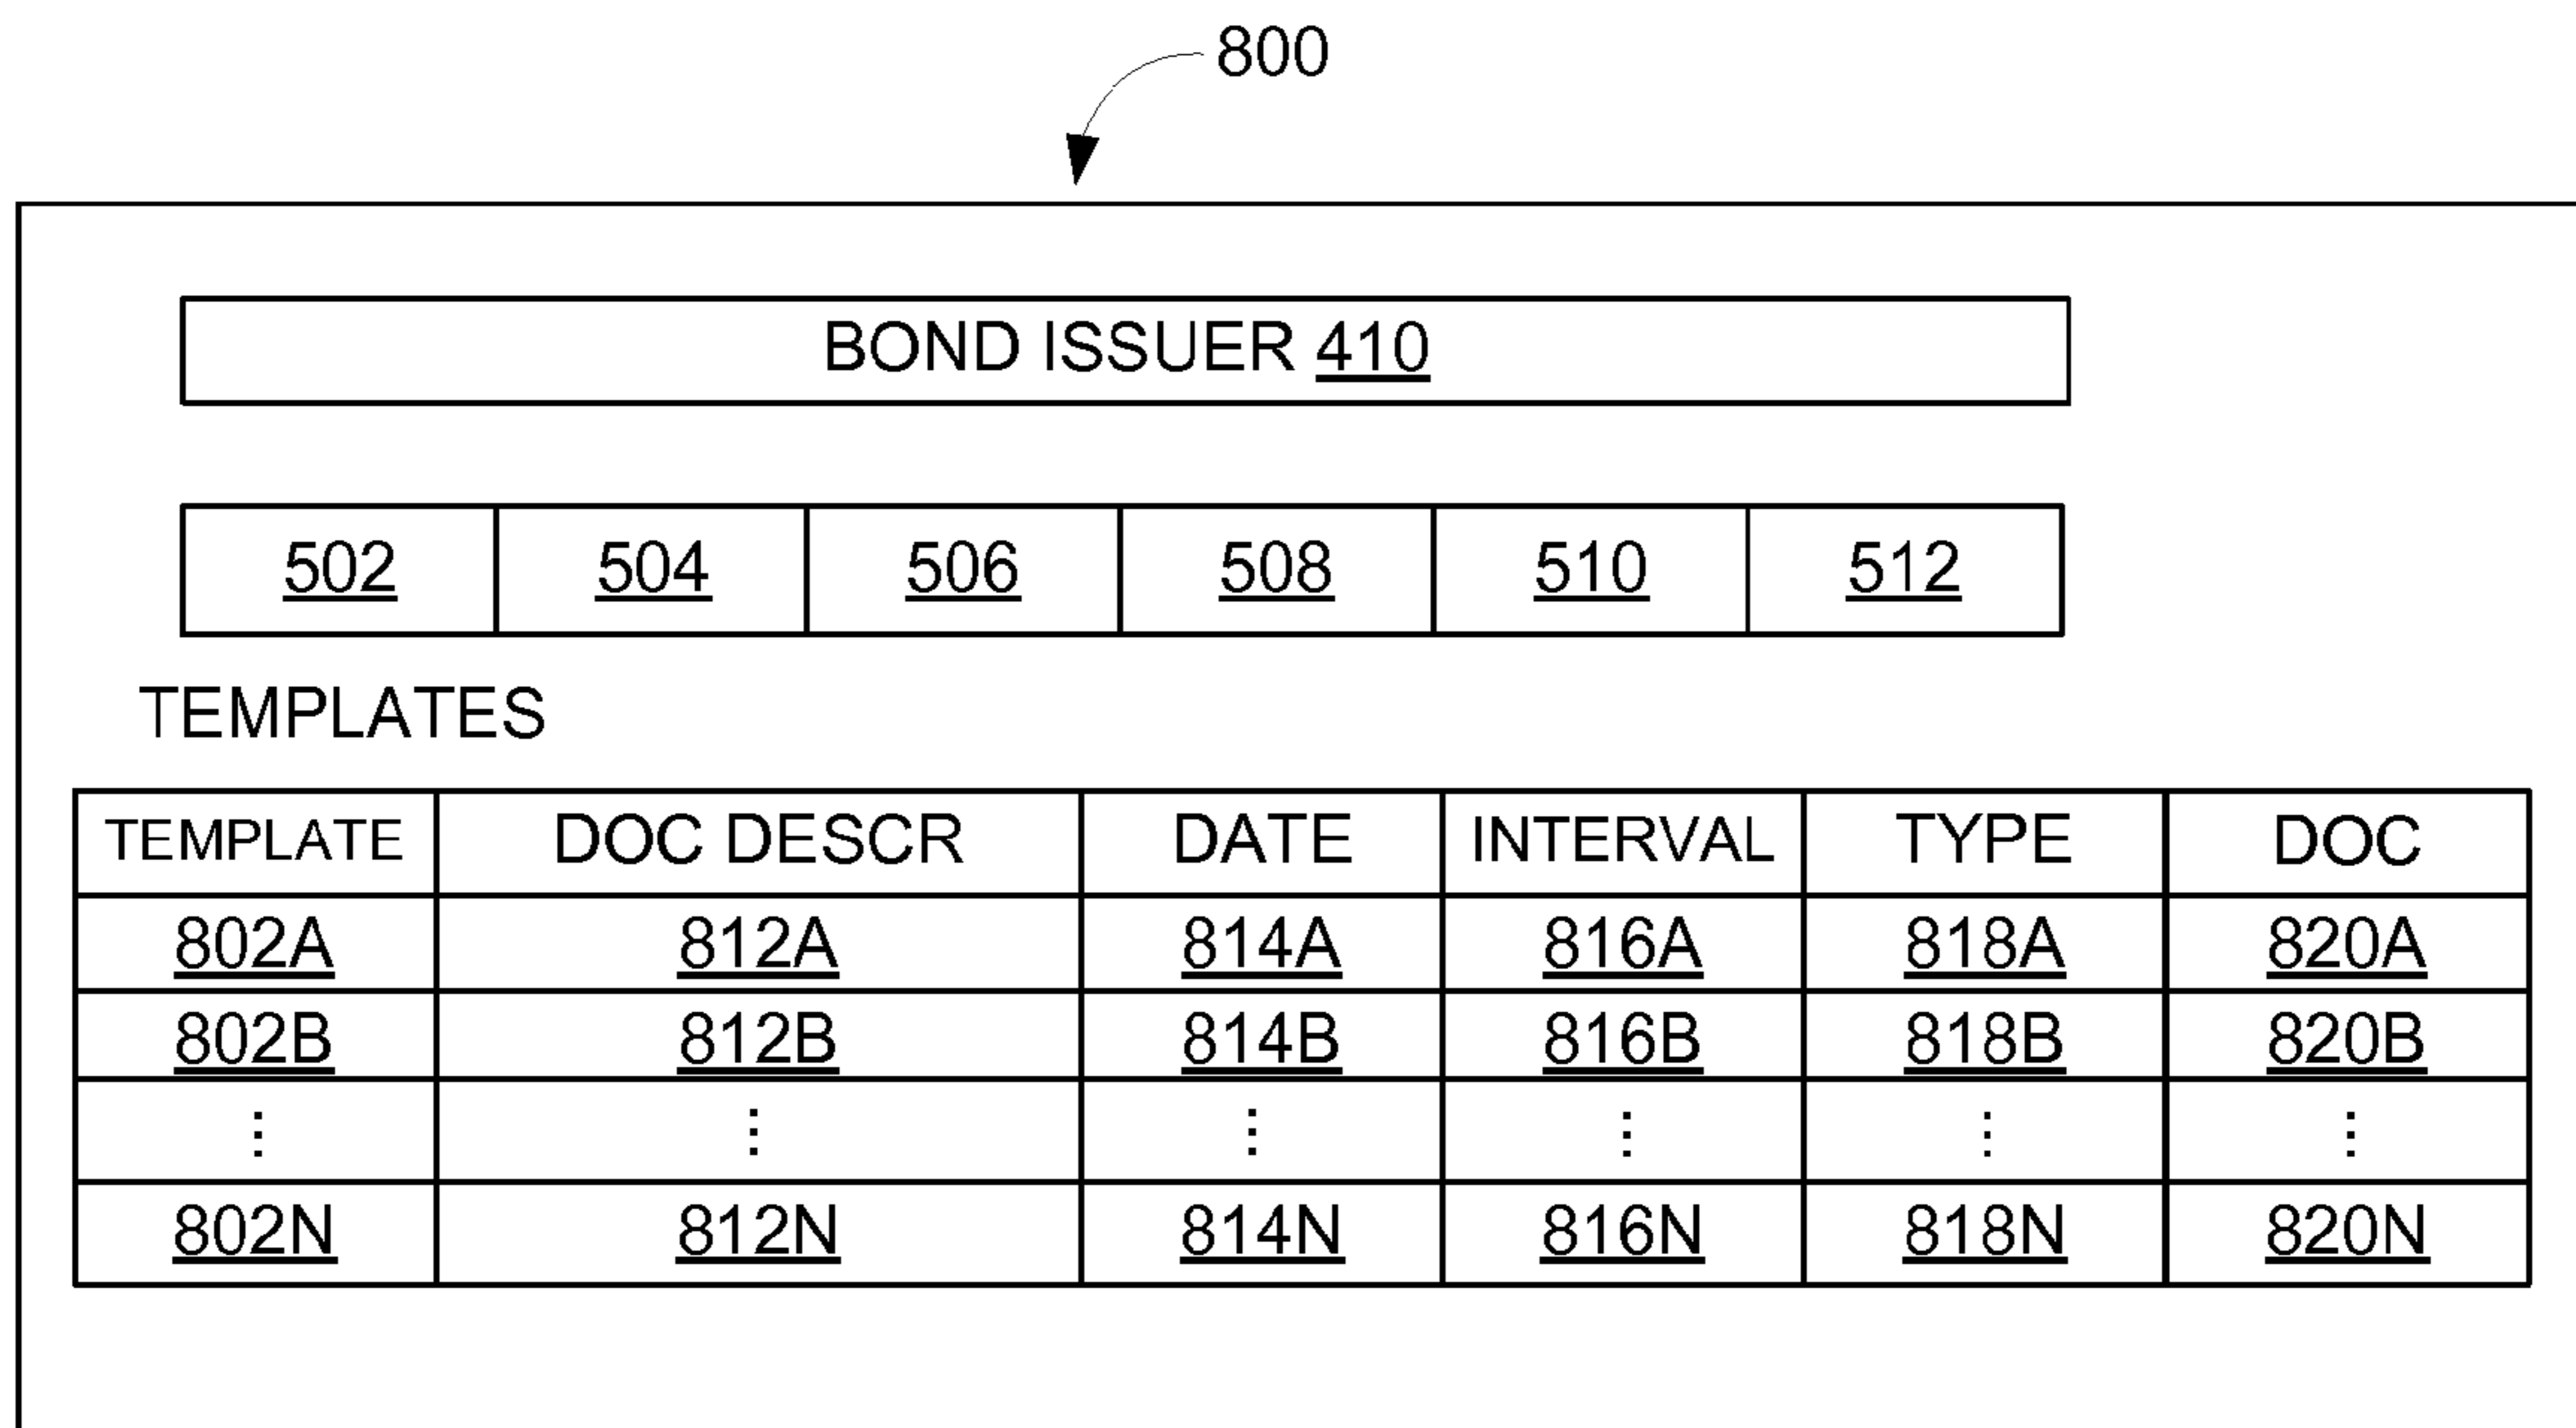 800
BOND ISSUER 410
502 504 506 508 510 512
TEMPLATES
TEMPLATE DOC DESCR DATE INTERVAL TYPE DOC
802A 812A 814A 816A 818A 820A
802B 812B 814B 816B 818B 820B
⋮ ⋮ ⋮ ⋮ ⋮ ⋮
802N 812N 814N 816N 818N 820N